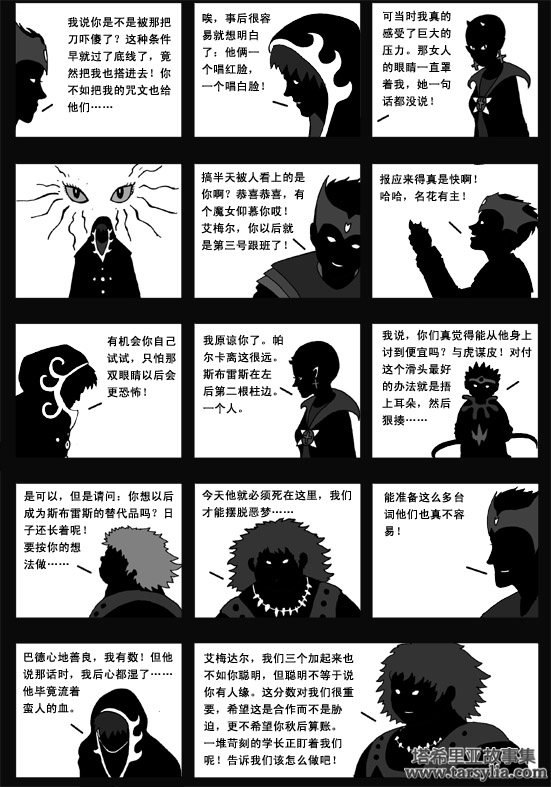 我说你是不是被那把
刀吓傻了？这种条件
早就过了底线了，竟
然把我也搭进去！你
不如把我的咒文也给
他们……
唉，事后很容
易就想明白
了：他俩一
个唱红脸，
一个唱白脸！
可当时我真的
感受了巨大的
压力。那女人
的眼睛一直罩
着我，她一句
话都没说！
搞半天被人看上的是
你啊？恭喜恭喜，有
个魔女仰慕你哎！
艾梅尔，你以后就
是第三号跟班了！
报应来得真是快啊！
哈哈，名花有主！
有机会你自己
试试，只怕那
双眼睛以后会
更恐怖！
我原谅你了。帕
尔卡离这很远。
斯布雷斯在左
后第二根柱边。
一个人。
我说，你们真觉得能从他身上
讨到便宜吗？与虎谋皮！对付
这个滑头最好
的办法就是捂
上耳朵，然后
狠揍……
是可以，但是请问：你想以后
成为斯布雷斯的替代品吗？日
子还长着呢！
要按你的想
法做……
今天他就必须死在这里，我们
才能摆脱恶梦……
能准备这么多台
词他们也真不容
易！
巴德心地善良，我有数！但他
说那话时，我后心都湿了……
他毕竟流着
蛮人的血。
艾梅达尔，我们三个加起来也
不如你聪明，但聪明不等于说
你有人缘。这分数对我们很重
要，希望这是合作而不是胁
迫，更不希望你秋后算账。
一堆苛刻的学长正盯着我们
呢！告诉我们该怎么做吧！
塔希里亚故事集
www.tarsylia.com